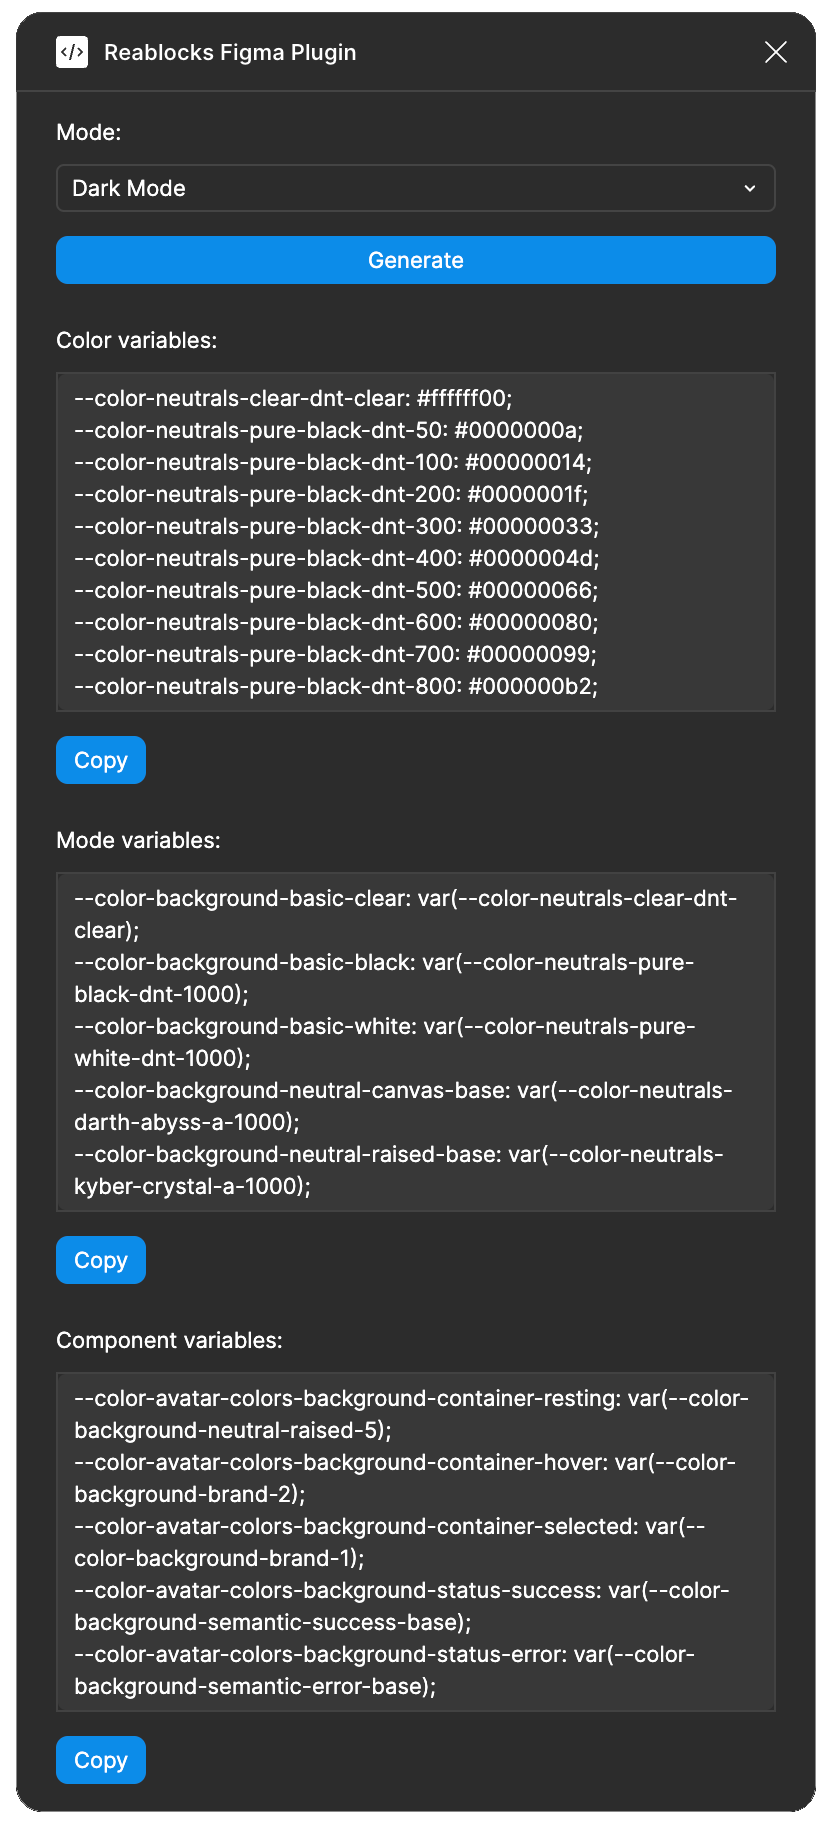 </> Reablocks Figma Plugin
Mode:
Dark Mode
Generate
Color variables:
--color-neutrals-clear-dnt-clear: #ffffff00;
--color-neutrals-pure-black-dnt-50: #0000000a;
--color-neutrals-pure-black-dnt-100: #00000014;
--color-neutrals-pure-black-dnt-200: #0000001f;
--color-neutrals-pure-black-dnt-300: #00000033;
--color-neutrals-pure-black-dnt-400: #0000004d;
--color-neutrals-pure-black-dnt-500: #00000066;
--color-neutrals-pure-black-dnt-600: #00000080;
--color-neutrals-pure-black-dnt-700: #00000099;
--color-neutrals-pure-black-dnt-800: #000000b2;
Copy
Mode variables:
--color-background-basic-clear: var(--color-neutrals-clear-dnt-
clear);
--color-background-basic-black: var(--color-neutrals-pure-
black-dnt-1000);
--color-background-basic-white: var(--color-neutrals-pure-
white-dnt-1000);
--color-background-neutral-canvas-base: var(--color-neutrals-
darth-abyss-a-1000);
--color-background-neutral-raised-base: var(--color-neutrals-
kyber-crystal-a-1000);
Copy
Component variables:
--color-avatar-colors-background-container-resting: var(--color-
background-neutral-raised-5);
--color-avatar-colors-background-container-hover: var(--color-
background-brand-2);
--color-avatar-colors-background-container-selected: var(--
color-background-brand-1);
--color-avatar-colors-background-status-success: var(--color-
background-semantic-success-base);
--color-avatar-colors-background-status-error: var(--color-
background-semantic-error-base);
Copy